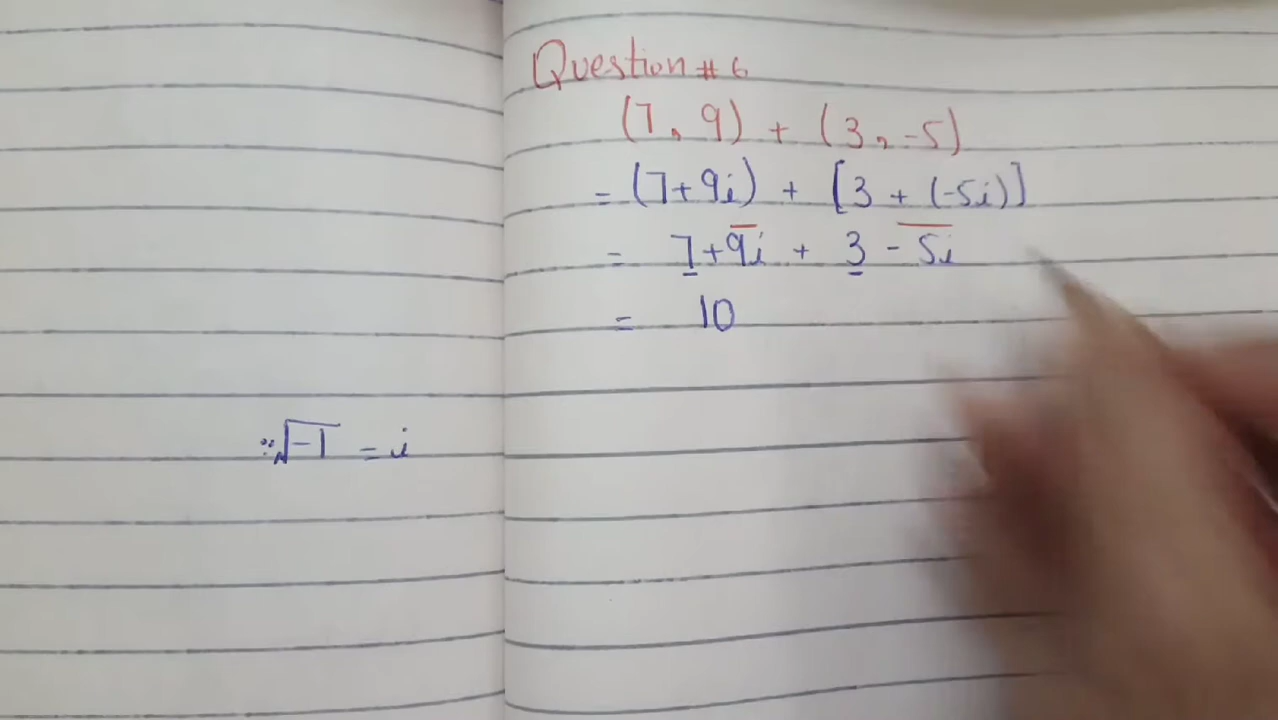 Question # 6
(7, 9) + (3, -5)
= (7+9i) + [3 + (-5i)]
= 7+9i + 3 - 5i
= 10
∵√-1 = i